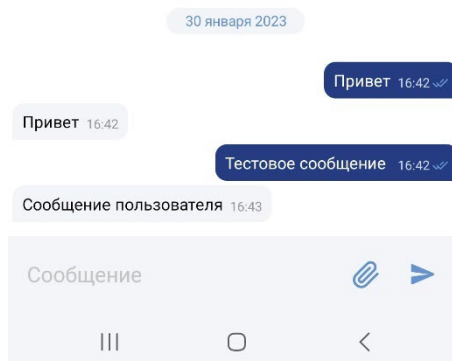 30 января 2023
Привет 16:42
Привет 16:42
Тестовое сообщение 16:42
Сообщение пользователя 16:43
Сообщение